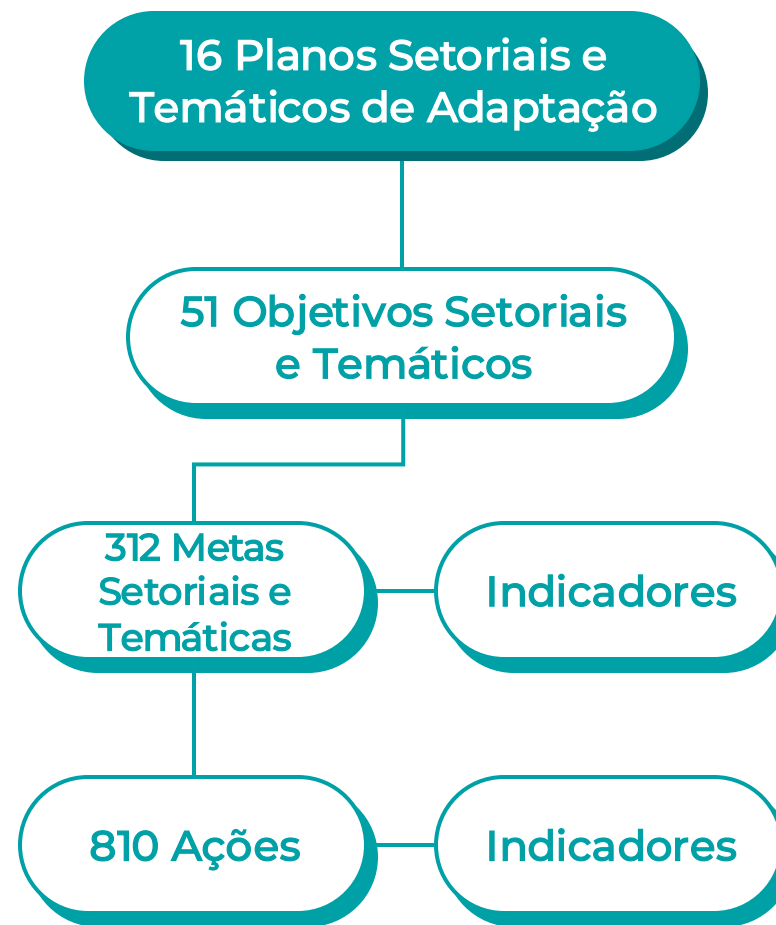 16 Planos Setoriais e
Temáticos de Adaptação
51 Objetivos Setoriais
e Temáticos
312 Metas
Setoriais e
Temáticas
Indicadores
810 Ações
Indicadores